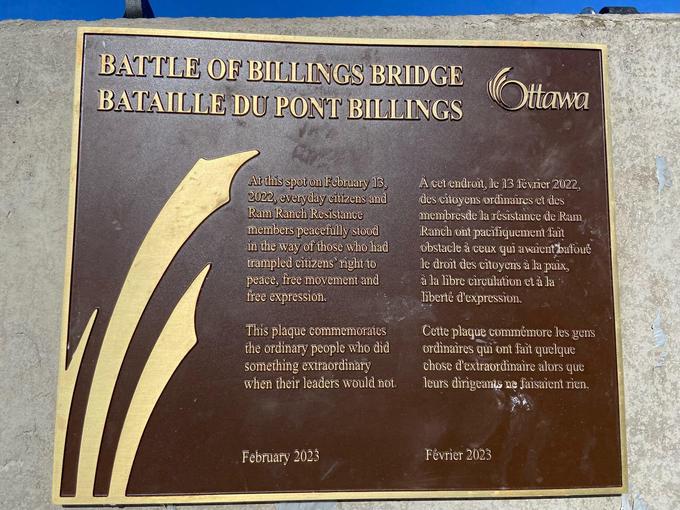 BATTLE OF BILLINGS BRIDGE
BATAILLE DU PONT BILLINGS
Ottawa
At this spot on February 13,
2022, everyday citizens and
Ram Ranch Resistance
members peacefully stood
in the way of those who had
trampled citizens' right to
peace, free movement and
free expression.
This plaque commemorates
the ordinary people who did
something extraordinary
when their leaders would not.
February 2023
À cet endroit, le 13 février 2022,
des citoyens ordinaires et des
membresde la résistance de Ram
Ranch ont pacifiquement fait
obstacle à ceux qui avaient bafoué
le droit des citoyens à la paix,
à la libre circulation et à la
liberté d'expression.
Cette plaque commémore les gens
ordinaires qui ont fait quelque
chose d'extraordinaire alors que
leurs dirigeants ne faisaient rien.
Février 2023